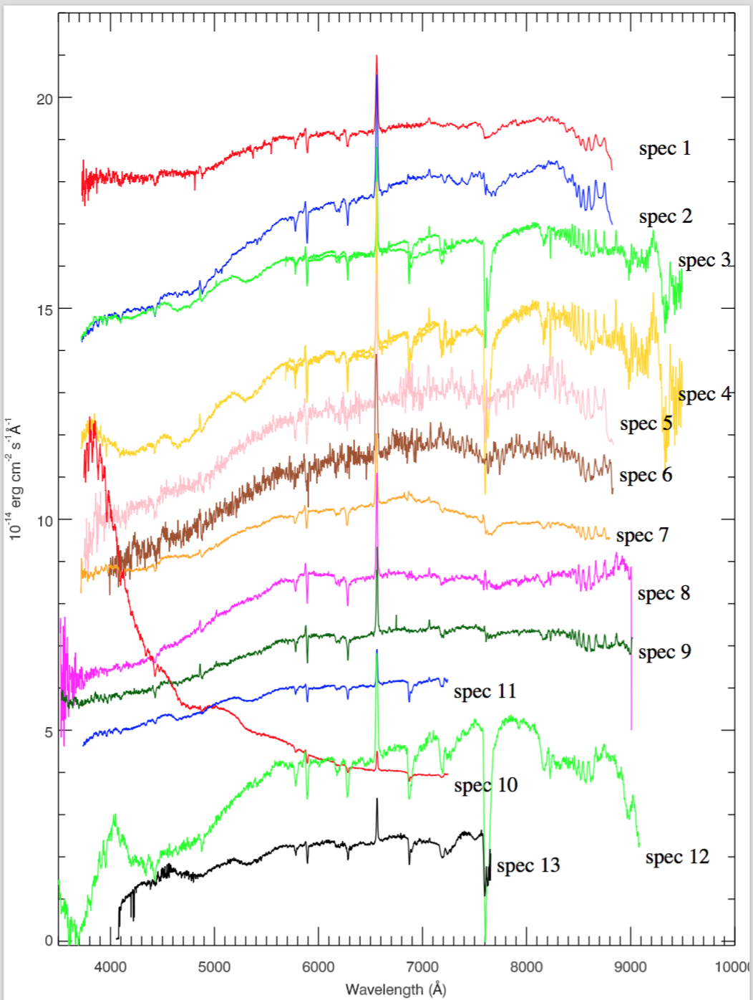 20
15
10
5
0
10⁻¹⁴ erg cm⁻² s⁻¹Å⁻¹
spec 1
spec 2
spec 3
spec 4
spec 5
spec 6
spec 7
spec 8
spec 9
spec 11
spec 10
spec 12
spec 13
4000 5000 6000 7000 8000 9000 1000
Wavelength (Å)